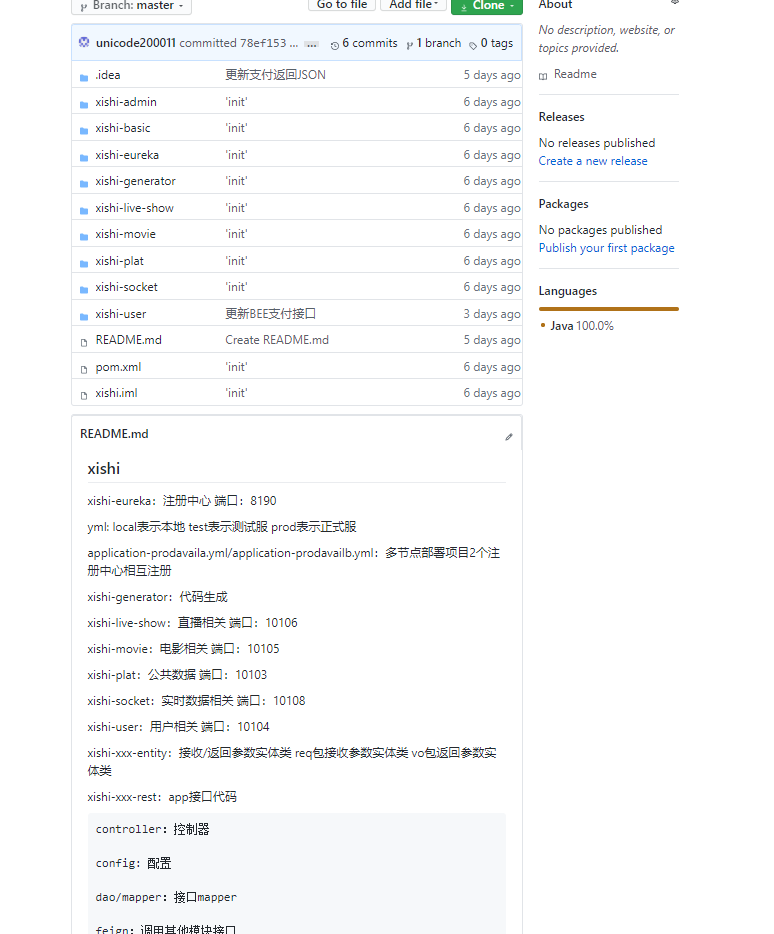 Branch: master
Go to file
Add file
Clone
unicode200011 committed 78ef153 ... 6 commits 1 branch 0 tags
.idea 更新支付返回JSON 5 days ago
xishi-admin 'init' 6 days ago
xishi-basic 'init' 6 days ago
xishi-eureka 'init' 6 days ago
xishi-generator 'init' 6 days ago
xishi-live-show 'init' 6 days ago
xishi-movie 'init' 6 days ago
xishi-plat 'init' 6 days ago
xishi-socket 'init' 6 days ago
xishi-user 更新BEE支付接口 3 days ago
README.md Create README.md 5 days ago
pom.xml 'init' 6 days ago
xishi.iml 'init' 6 days ago
README.md
xishi
xishi-eureka：注册中心 端口：8190
yml: local表示本地 test表示测试服 prod表示正式服
application-prodavaila.yml/application-prodavailb.yml：多节点部署项目2个注
册中心相互注册
xishi-generator：代码生成
xishi-live-show：直播相关 端口：10106
xishi-movie：电影相关 端口：10105
xishi-plat：公共数据 端口：10103
xishi-socket：实时数据相关 端口：10108
xishi-user：用户相关 端口：10104
xishi-xxx-entity：接收/返回参数实体类 req包接收参数实体类 vo包返回参数实
体类
xishi-xxx-rest：app接口代码
controller：控制器
config：配置
dao/mapper：接口mapper
feign：调用其他模块接口
About
No description, website, or
topics provided.
Readme
Releases
No releases published
Create a new release
Packages
No packages published
Publish your first package
Languages
Java 100.0%